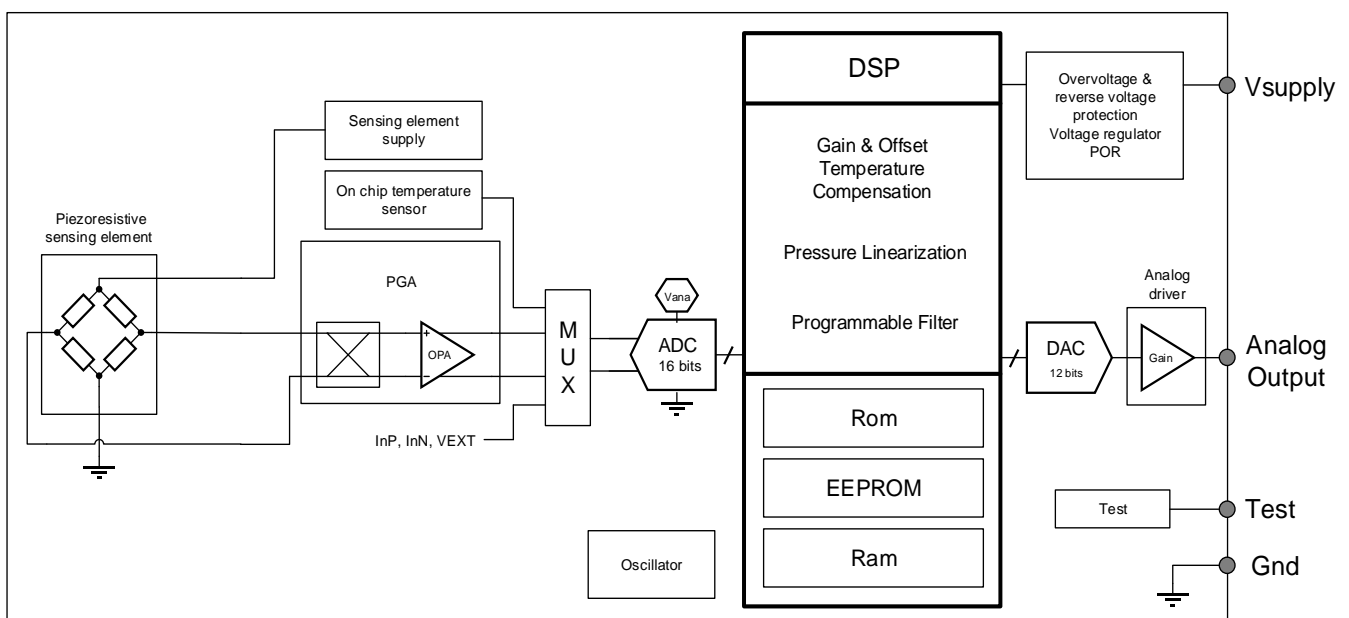 DSP
Overvoltage &
reverse voltage
protection
Voltage regulator
POR
Vsupply
Sensing element
supply
Gain & Offset
Temperature
Compensation
On chip temperature
sensor
Piezoresistive
sensing element
PGA
Pressure Linearization
Vana
Analog
driver
Programmable Filter
+
OPA
−
M
U
X
ADC
16 bits
DAC
12 bits
Gain
Analog
Output
InP, InN, VEXT
Rom
EEPROM
Test
Test
Oscillator
Ram
Gnd